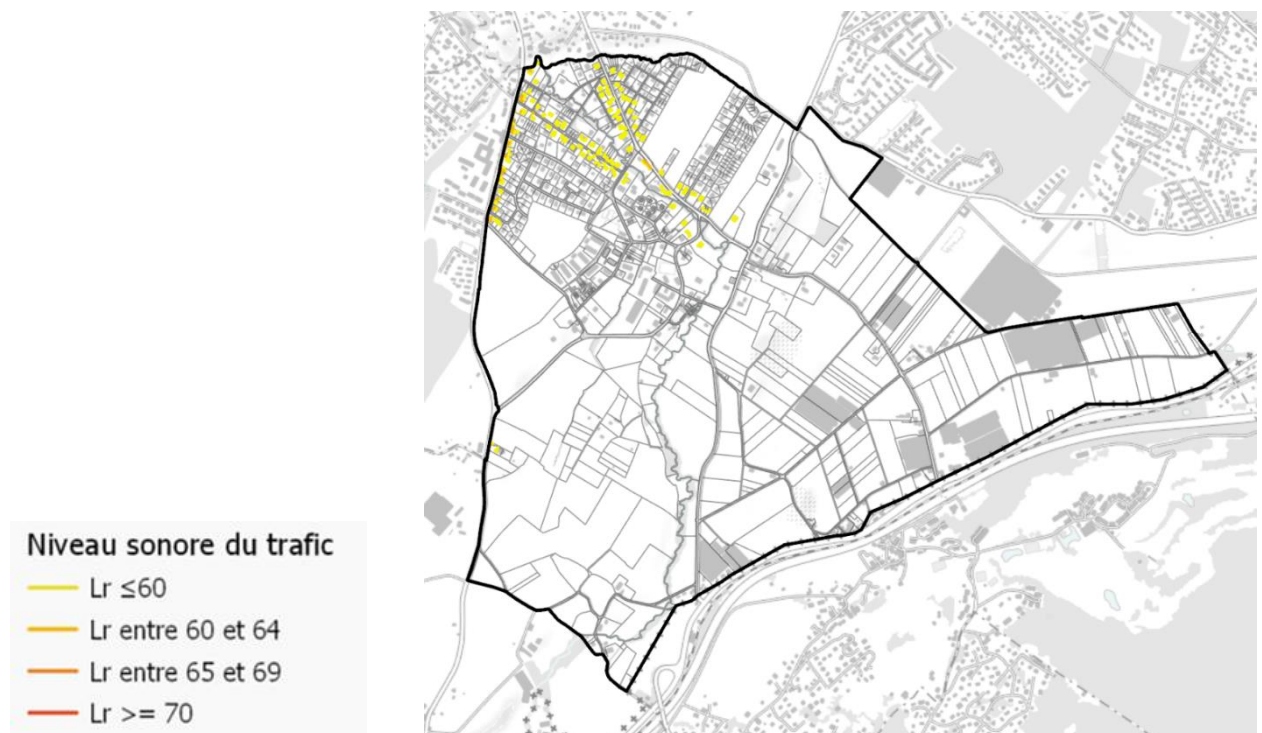 Niveau sonore du trafic
Lr ≤60
Lr entre 60 et 64
Lr entre 65 et 69
Lr >= 70